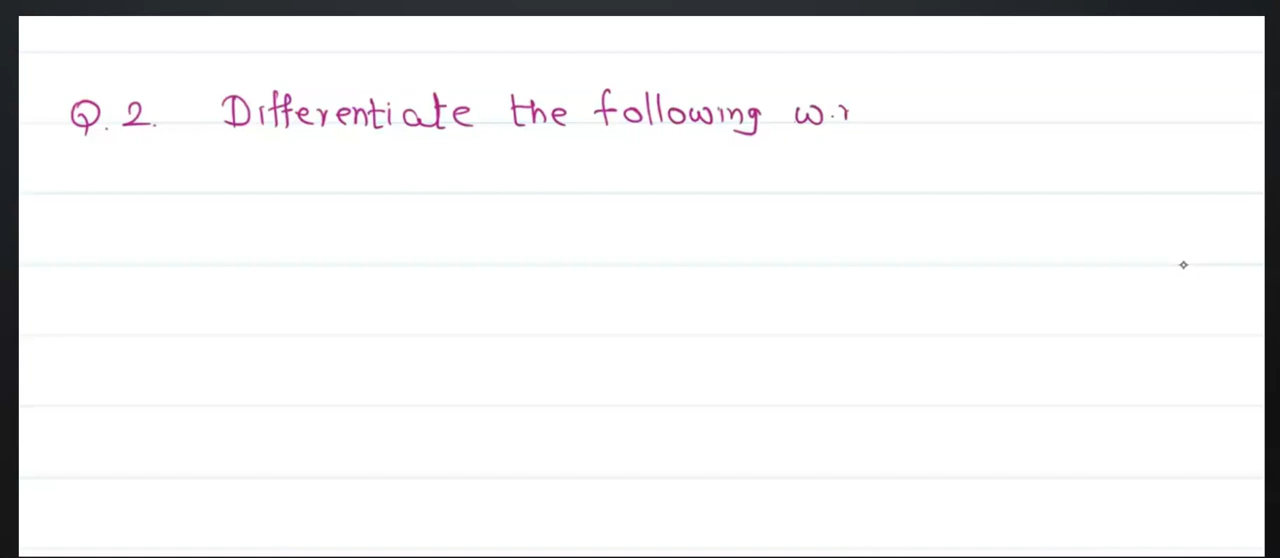 Q. 2. Differentiate the following w.r